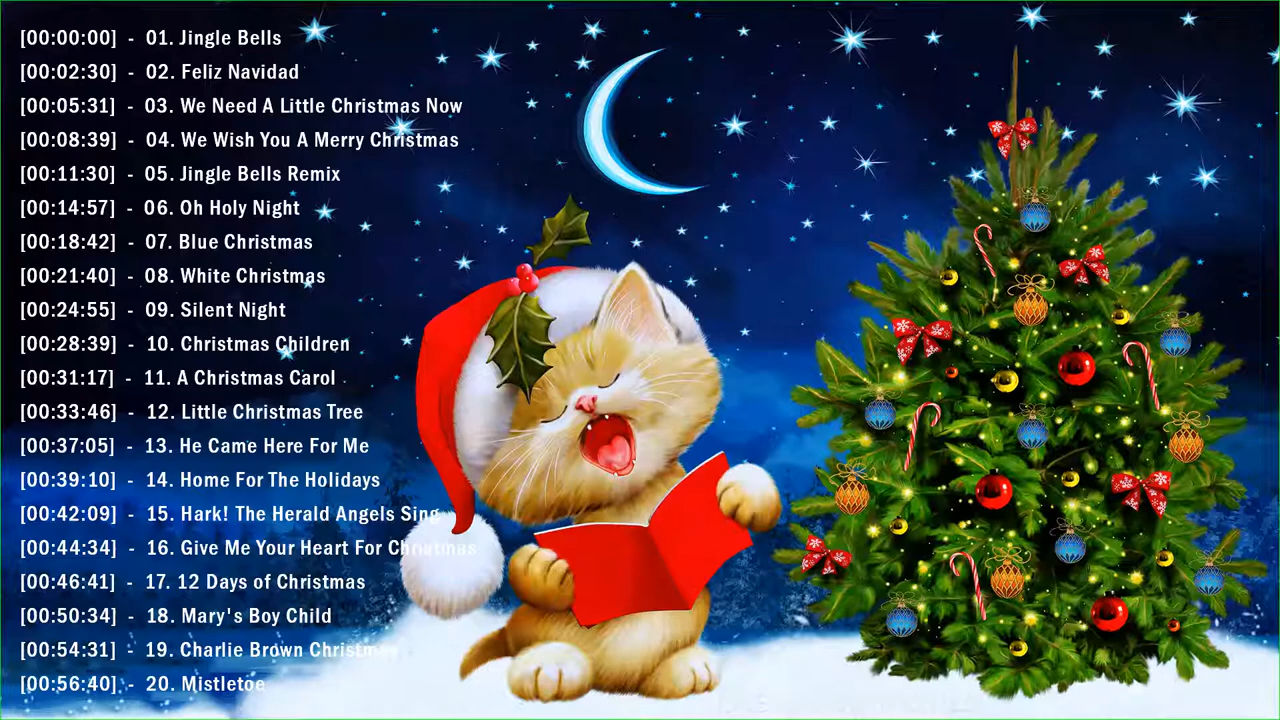 [00:00:00] - 01. Jingle Bells
[00:02:30] - 02. Feliz Navidad
[00:05:31] - 03. We Need A Little Christmas Now
[00:08:39] - 04. We Wish You A Merry Christmas
[00:11:30] - 05. Jingle Bells Remix
[00:14:57] - 06. Oh Holy Night
[00:18:42] - 07. Blue Christmas
[00:21:40] - 08. White Christmas
[00:24:55] - 09. Silent Night
[00:28:39] - 10. Christmas Children
[00:31:17] - 11. A Christmas Carol
[00:33:46] - 12. Little Christmas Tree
[00:37:05] - 13. He Came Here For Me
[00:39:10] - 14. Home For The Holidays
[00:42:09] - 15. Hark! The Herald Angels Sing
[00:44:34] - 16. Give Me Your Heart For Christmas
[00:46:41] - 17. 12 Days of Christmas
[00:50:34] - 18. Mary's Boy Child
[00:54:31] - 19. Charlie Brown Christmas
[00:56:40] - 20. Mistletoe